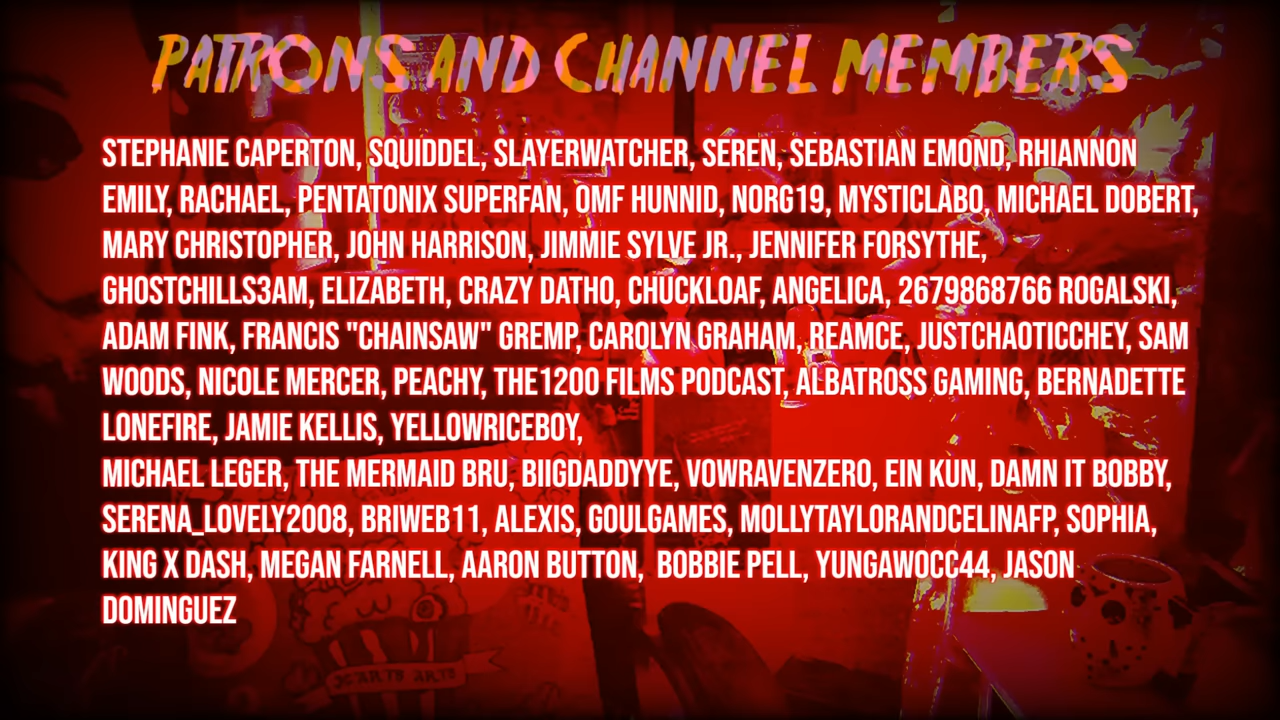 PATRONS AND CHANNEL MEMBERS
STEPHANIE CAPERTON, SQUIDDEL, SLAYERWATCHER, SEREN, SEBASTIAN EMOND, RHIANNON
EMILY, RACHAEL, PENTATONIX SUPERFAN, OMF HUNNID, NORG19, MYSTICLABO, MICHAEL DOBERT,
MARY CHRISTOPHER, JOHN HARRISON, JIMMIE SYLVE JR., JENNIFER FORSYTHE,
GHOSTCHILLS3AM, ELIZABETH, CRAZY DATHO, CHUCKLOAF, ANGELICA, 2679868766 ROGALSKI,
ADAM FINK, FRANCIS "CHAINSAW" GREMP, CAROLYN GRAHAM, REAMCE, JUSTCHAOTICCHEY, SAM
WOODS, NICOLE MERCER, PEACHY, THE1200 FILMS PODCAST, ALBATROSS GAMING, BERNADETTE
LONEFIRE, JAMIE KELLIS, YELLOWRICEBOY,
MICHAEL LEGER, THE MERMAID BRU, BIIGDADDYYE, VOWRAVENZERO, EIN KUN, DAMN IT BOBBY,
SERENA_LOVELY2008, BRIWEB11, ALEXIS, GOULGAMES, MOLLYTAYLORANDCELINAFP, SOPHIA,
KING X DASH, MEGAN FARNELL, AARON BUTTON,  BOBBIE PELL, YUNGAWOCC44, JASON
DOMINGUEZ